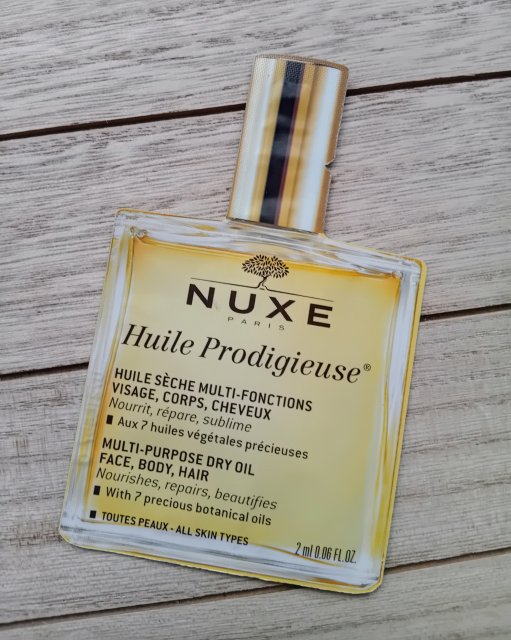 NUXE
PARIS
Huile Prodigieuse®
HUILE SÈCHE MULTI-FONCTIONS
VISAGE, CORPS, CHEVEUX
Nourrit, répare, sublime
■ Aux 7 huiles végétales précieuses
MULTI-PURPOSE DRY OIL
FACE, BODY, HAIR
Nourishes, repairs, beautifies
■ With 7 precious botanical oils
■ TOUTES PEAUX - ALL SKIN TYPES
2 ml 0.06 FL.OZ.